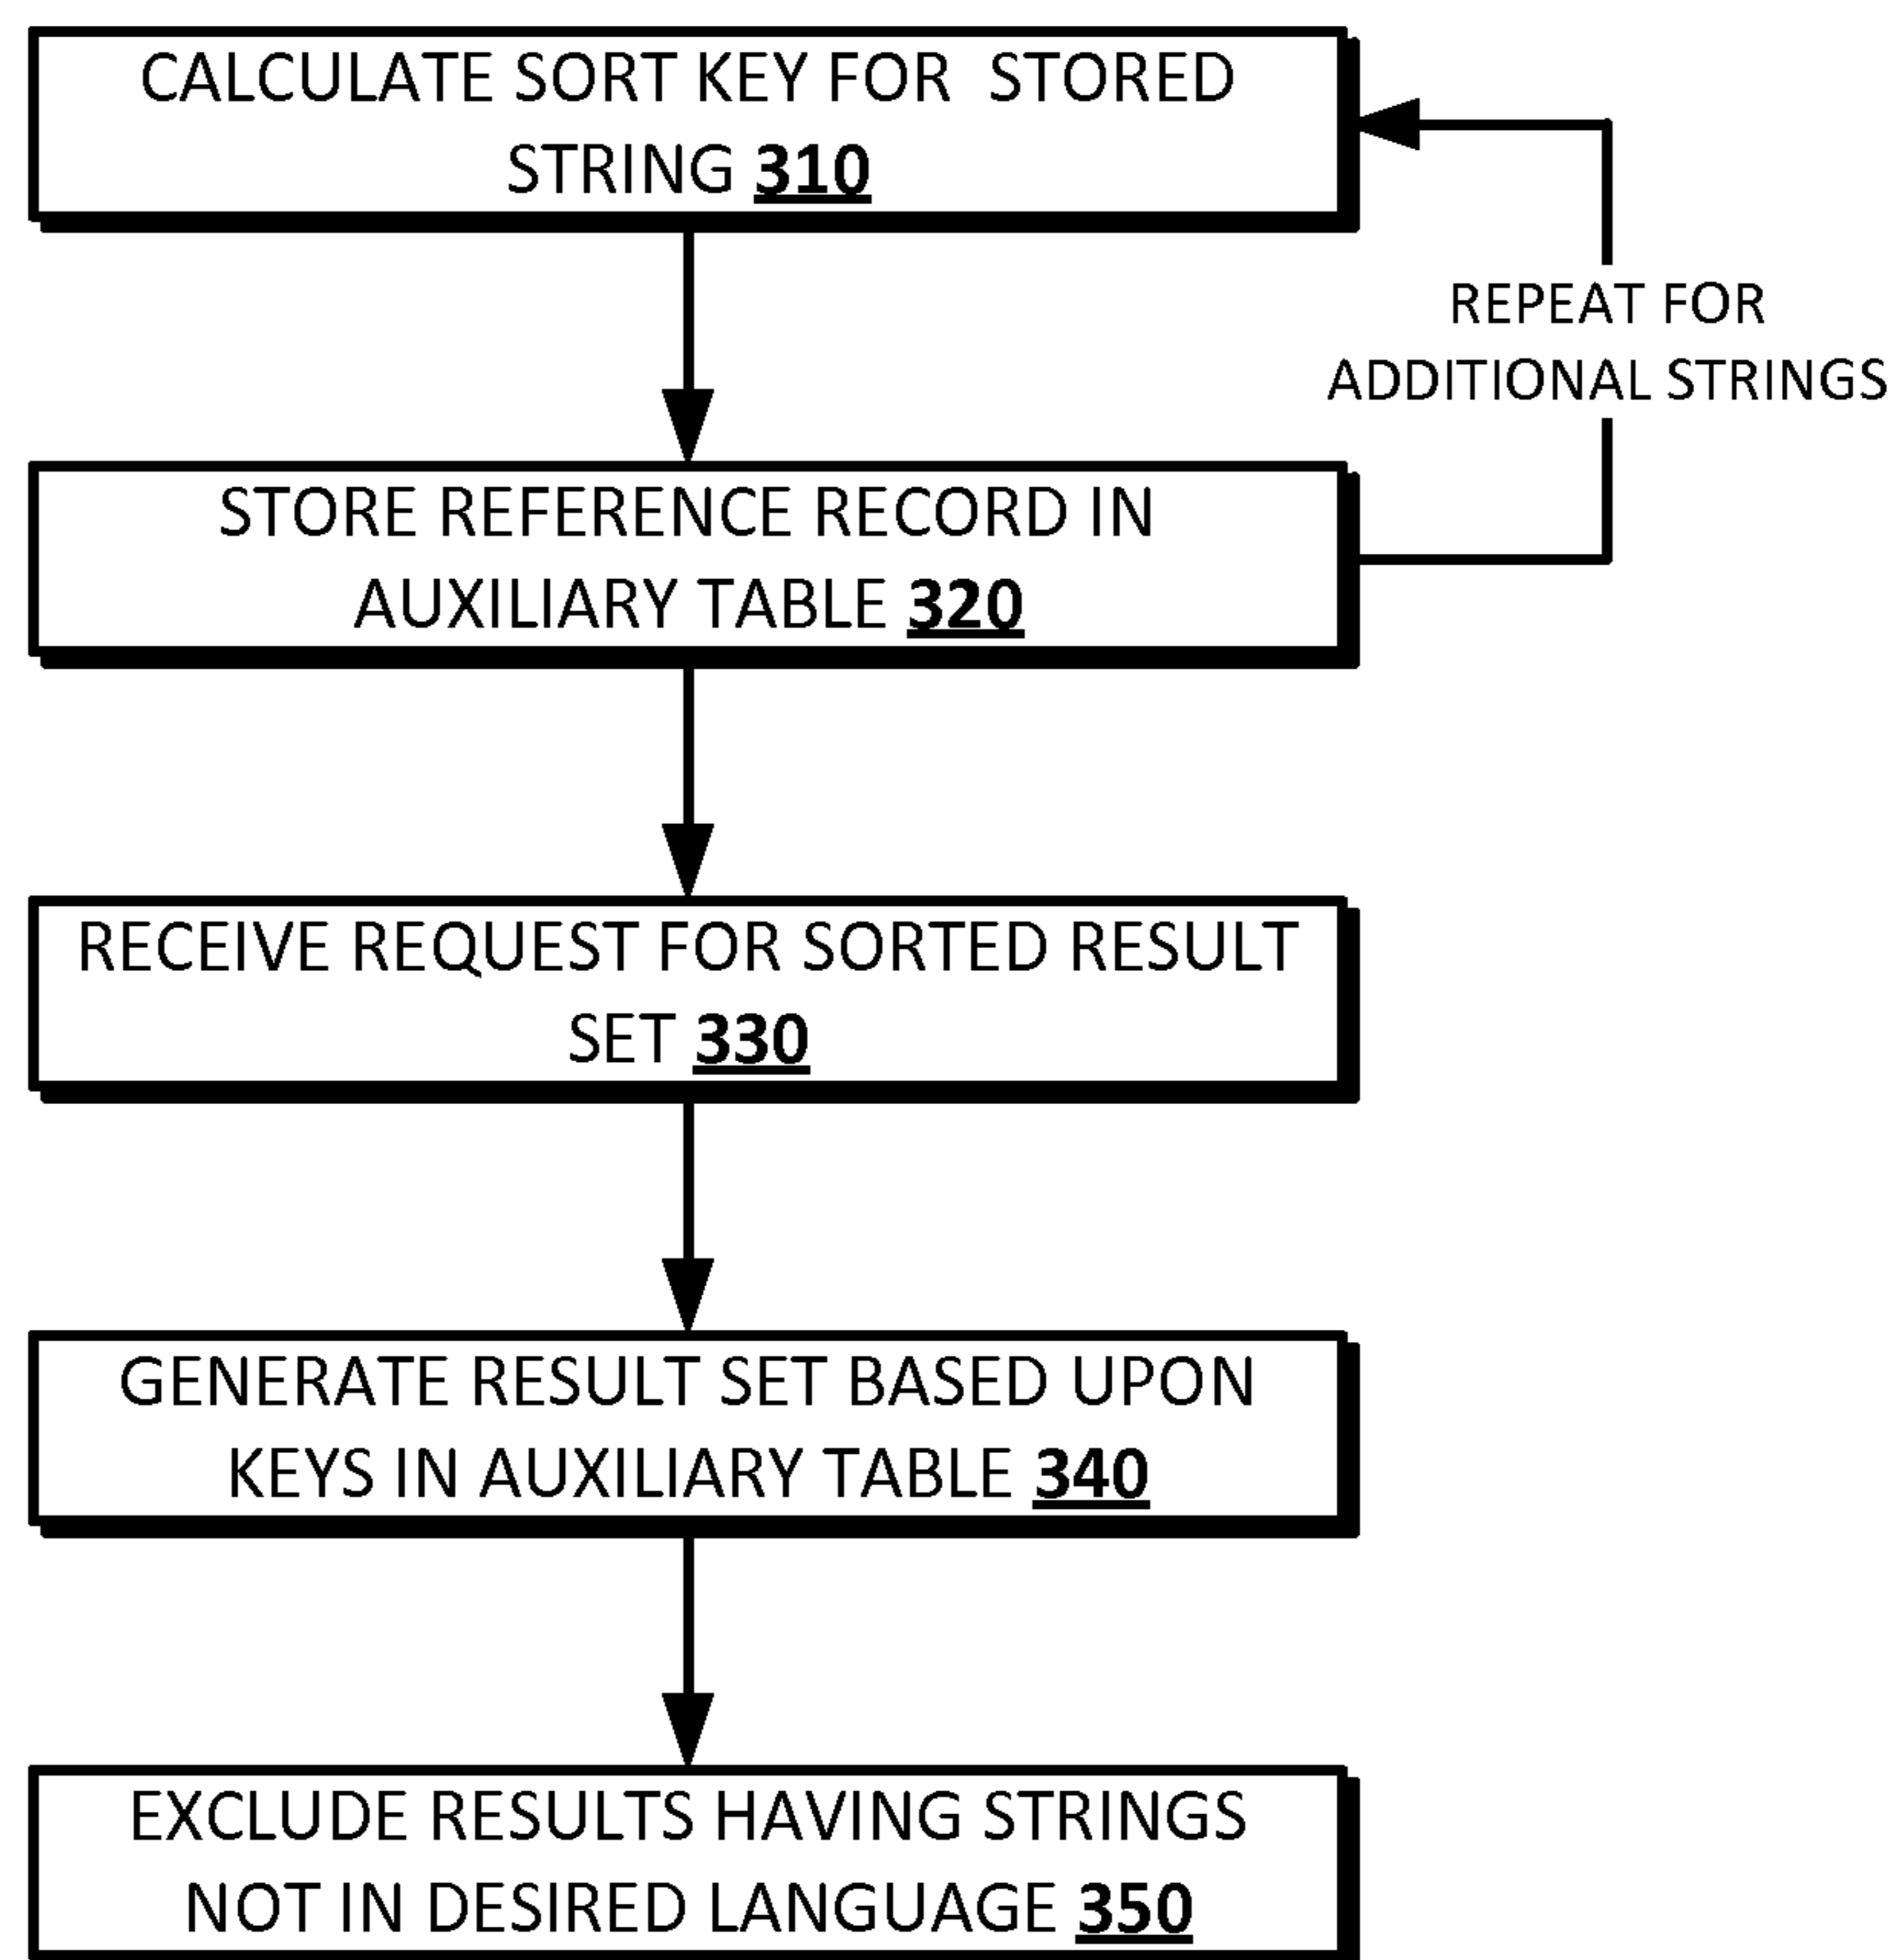 CALCULATE SORT KEY FOR STORED
STRING 310
REPEAT FOR
ADDITIONAL STRINGS
STORE REFERENCE RECORD IN
AUXILIARY TABLE 320
RECEIVE REQUEST FOR SORTED RESULT
SET 330
GENERATE RESULT SET BASED UPON
KEYS IN AUXILIARY TABLE 340
EXCLUDE RESULTS HAVING STRINGS
NOT IN DESIRED LANGUAGE 350